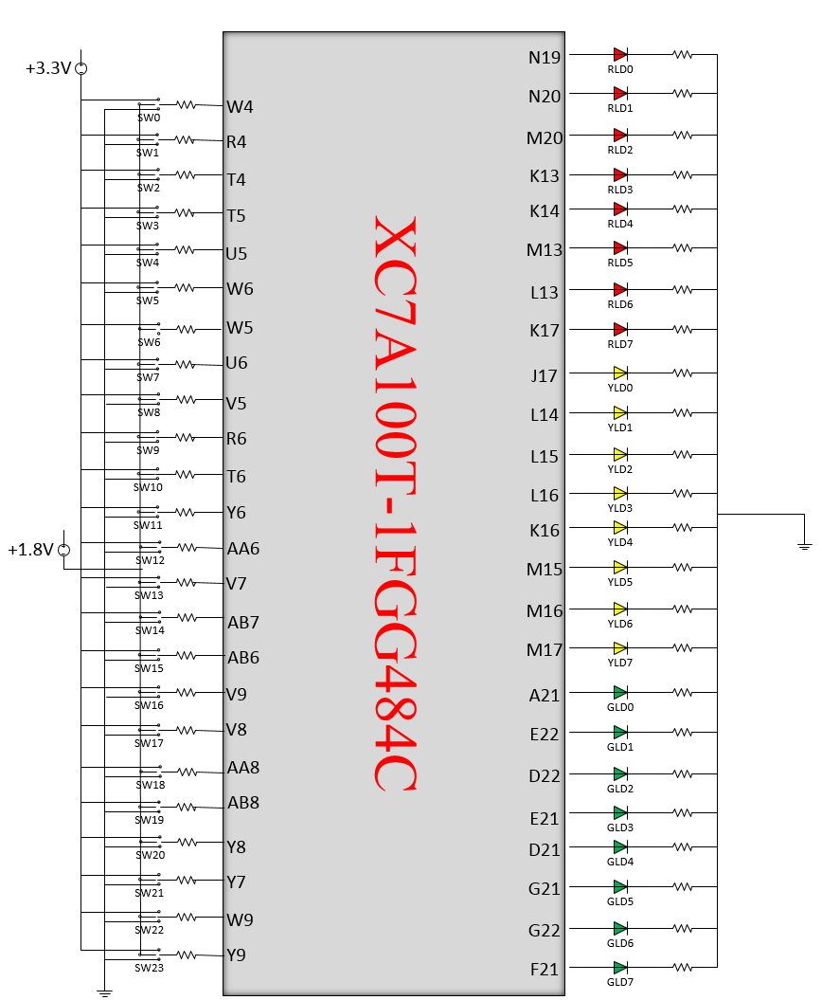 +3.3V
SW0
W4
SW1
R4
SW2
T4
SW3
T5
SW4
U5
SW5
W6
SW6
W5
SW7
U6
SW8
V5
SW9
R6
SW10
T6
SW11
Y6
+1.8V
SW12
AA6
SW13
V7
SW14
AB7
SW15
AB6
SW16
V9
SW17
V8
SW18
AA8
SW19
AB8
SW20
Y8
SW21
Y7
SW22
W9
SW23
Y9
XC7A100T-1FGG484C
N19
RLD0
N20
RLD1
M20
RLD2
K13
RLD3
K14
RLD4
M13
RLD5
L13
RLD6
K17
RLD7
J17
YLD0
L14
YLD1
L15
YLD2
L16
YLD3
K16
YLD4
M15
YLD5
M16
YLD6
M17
YLD7
A21
GLD0
E22
GLD1
D22
GLD2
E21
GLD3
D21
GLD4
G21
GLD5
G22
GLD6
F21
GLD7